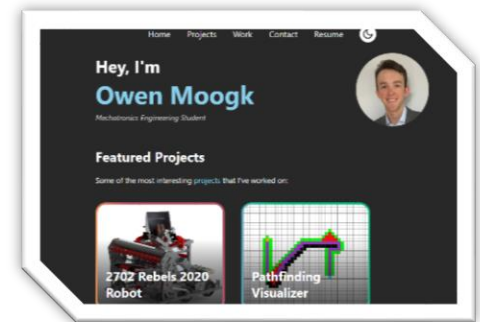 Home Projects Work Contact Resume
Hey, I'm
Owen Moogk
Mechatronics Engineering Student
Featured Projects
Some of the most interesting projects that I've worked on:
2702 Rebels 2020
Robot
Pathfinding
Visualizer